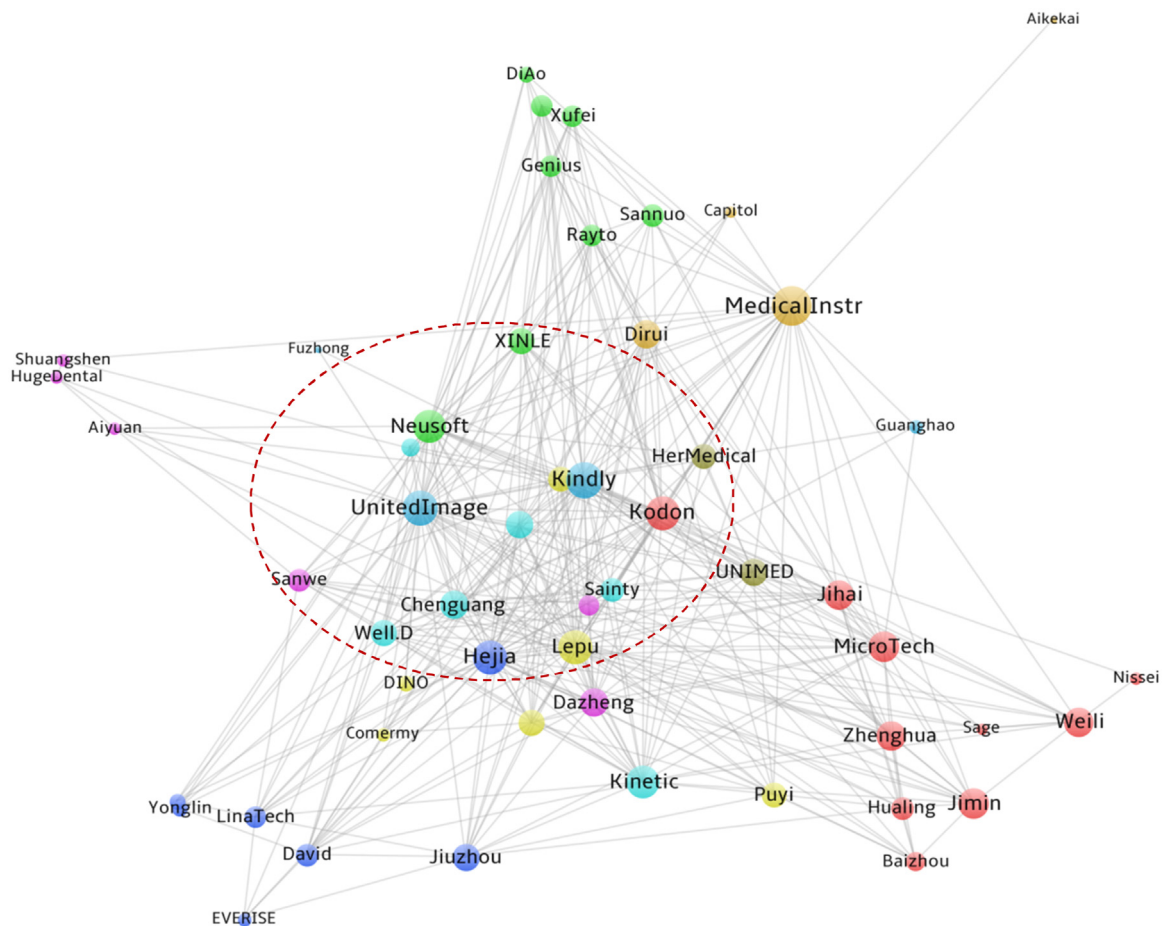 Aikekai
DiAo
Xufei
Genius
Capitol
Sannuo
Rayto
MedicalInstr
Dirui
XINLE
Fuzhong
Shuangshen
HugeDental
Neusoft
Aiyuan
Guanghao
HerMedical
Kindly
UnitedImage
Kodon
UNIMED
Sanwe
Sainty
Jihai
Chenguang
Well.D
Lepu
MicroTech
Hejia
Nissei
DINO
Dazheng
Weili
Sage
Comermy
Zhenghua
Kinetic
Puyi
Jimin
Yonglin
Hualing
LinaTech
David
Jiuzhou
Baizhou
EVERISE